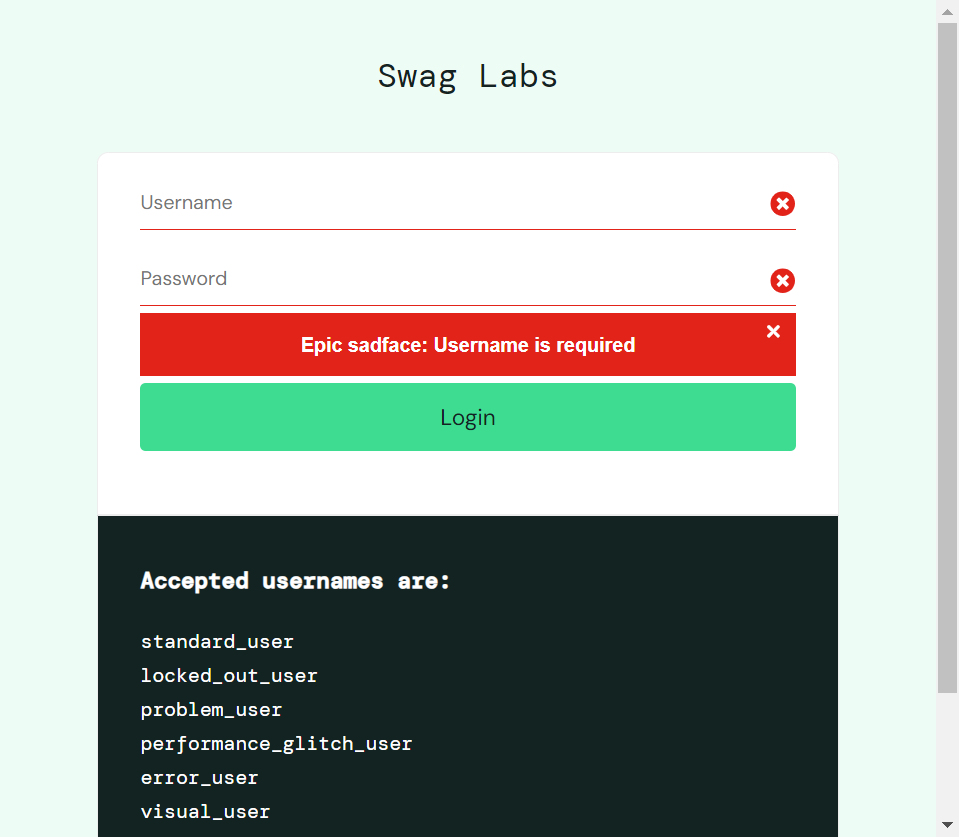 Swag Labs
Username
Password
Epic sadface: Username is required
Login
Accepted usernames are:
standard_user
locked_out_user
problem_user
performance_glitch_user
error_user
visual_user